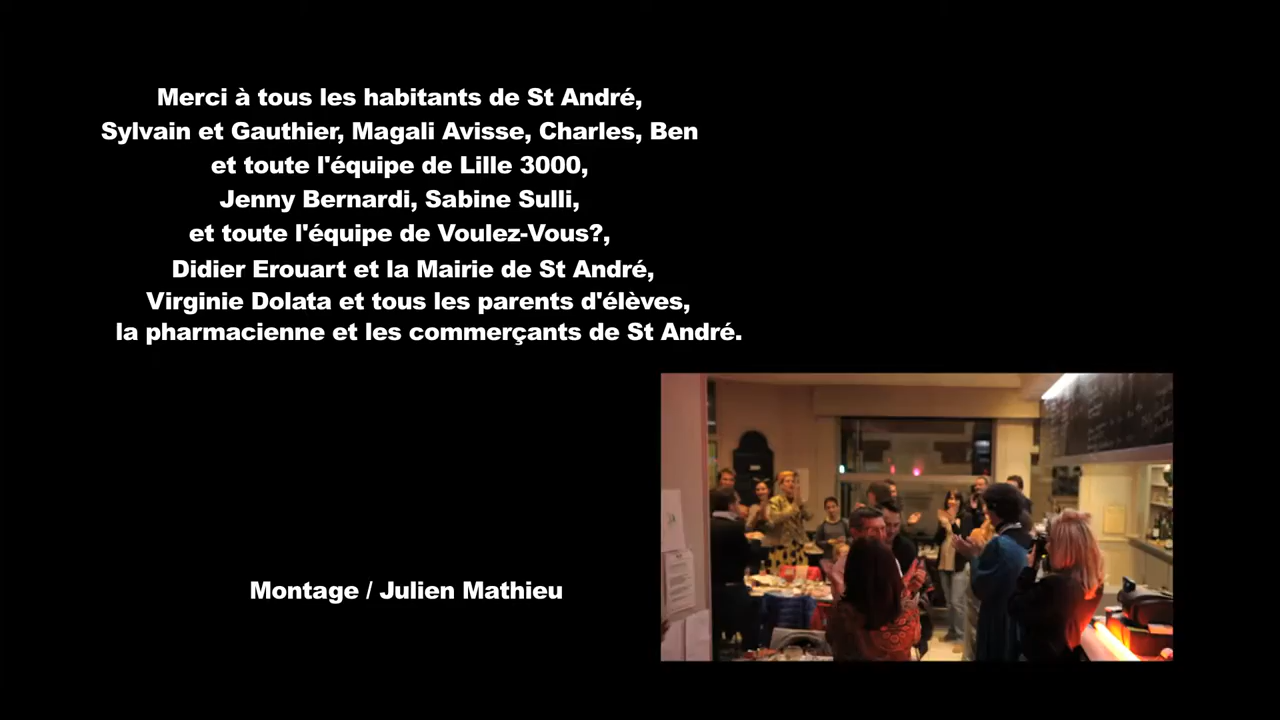 Merci à tous les habitants de St André,
Sylvain et Gauthier, Magali Avisse, Charles, Ben
et toute l'équipe de Lille 3000,
Jenny Bernardi, Sabine Sulli,
et toute l'équipe de Voulez-Vous?,
Didier Erouart et la Mairie de St André,
Virginie Dolata et tous les parents d'élèves,
la pharmacienne et les commerçants de St André.
Montage / Julien Mathieu